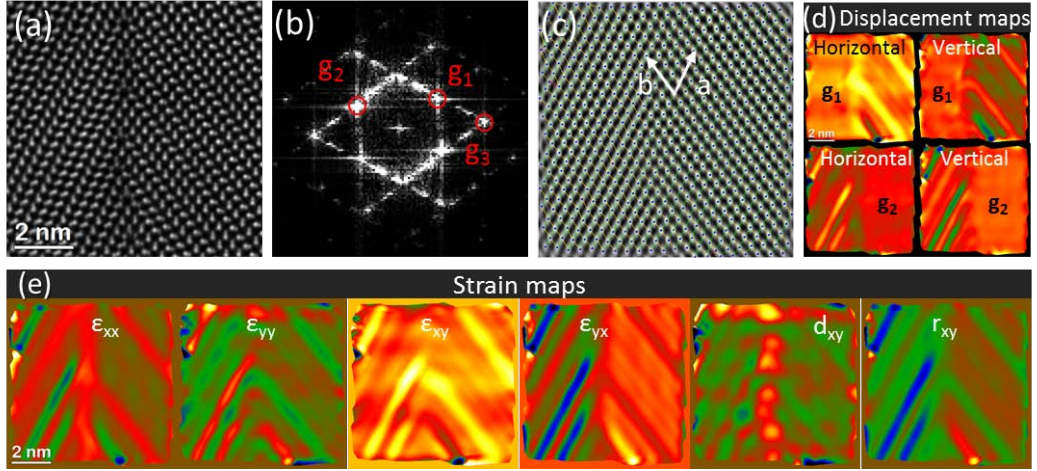 (a)
2 nm
(b)
g2
g1
g3
(c)
b
a
(d) Displacement maps
Horizontal Vertical
g1 g1
2 nm
Horizontal Vertical
g2 g2
(e) Strain maps
εxx εyy εxy εyx dxy rxy
2 nm